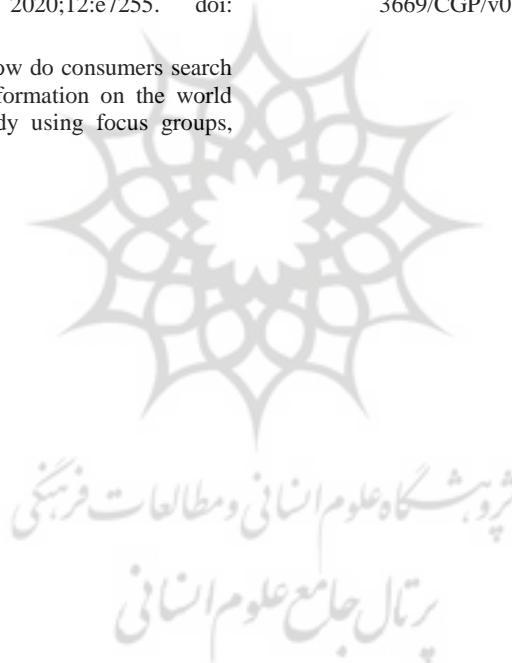 2020;12:e7255. doi: 3669/CGP/v0
ow do consumers search
formation on the world
dy using focus groups,
پژوهشگاه علوم انسانی و مطالعات فرهنگی
پرتال جامع علوم انسانی